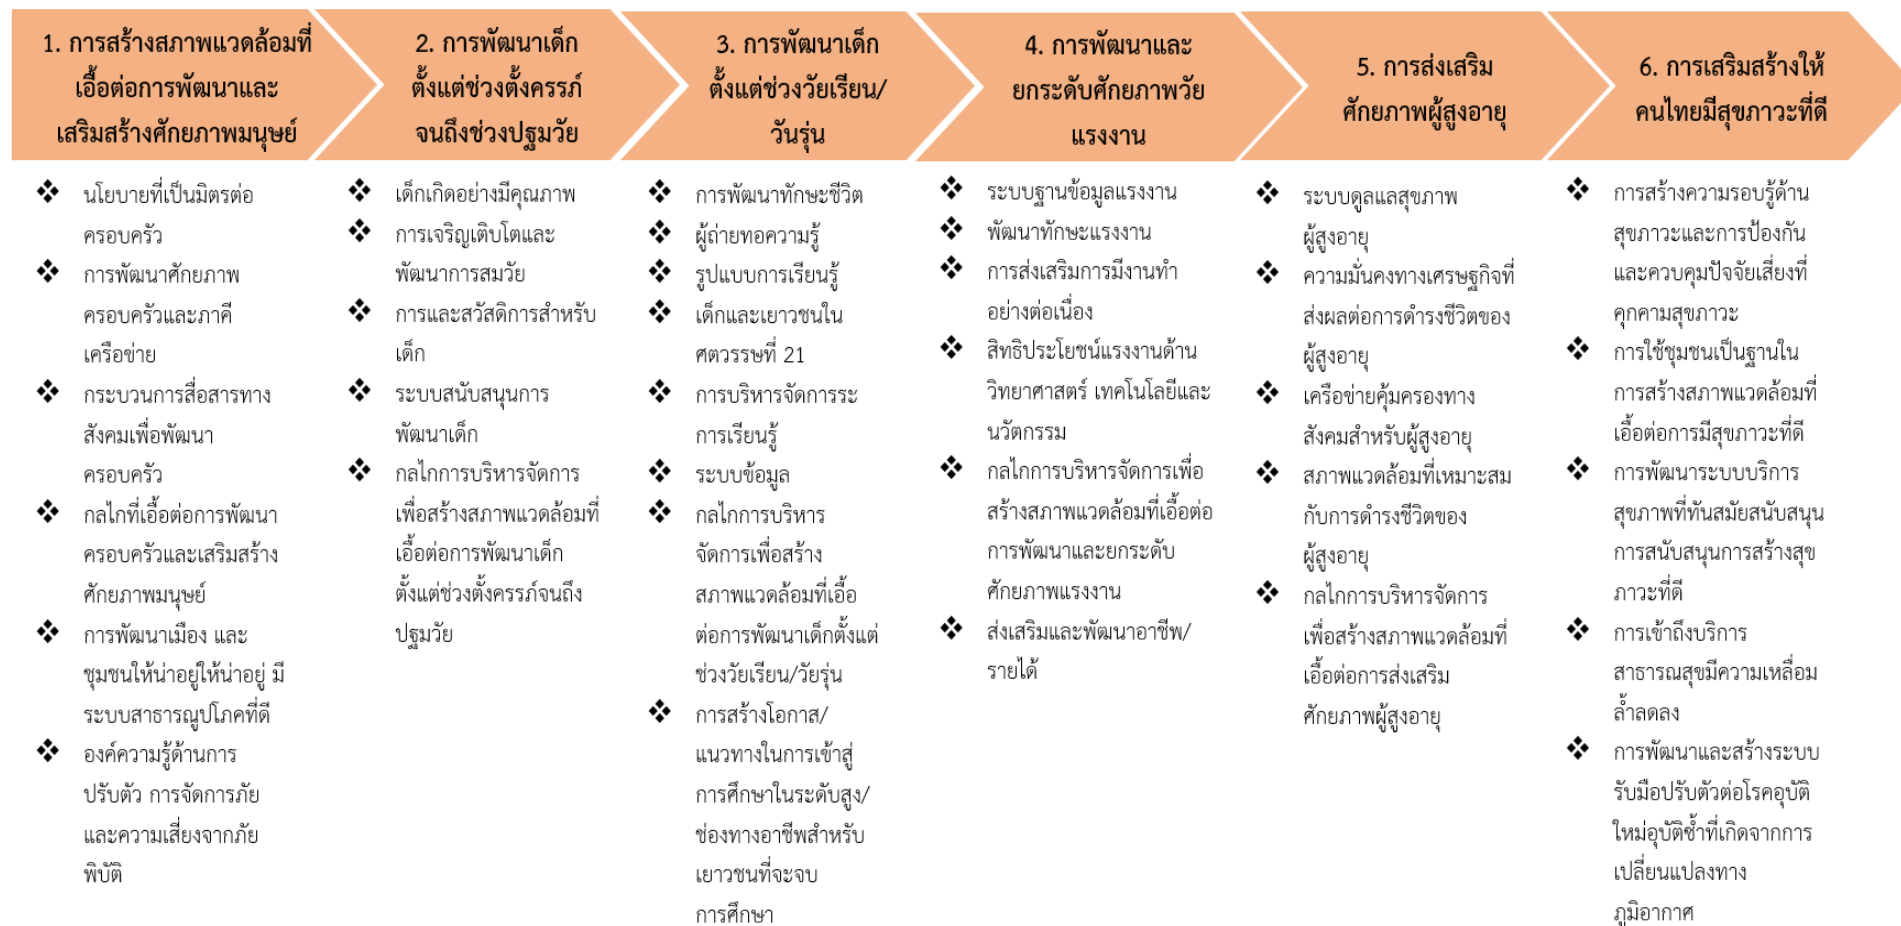 1. การสร้างสภาพแวดล้อมที่
เอื้อต่อการพัฒนาและ
เสริมสร้างศักยภาพมนุษย์
❖ นโยบายที่เป็นมิตรต่อ
ครอบครัว
❖ การพัฒนาศักยภาพ
ครอบครัวและภาคี
เครือข่าย
❖ กระบวนการสื่อสารทาง
สังคมเพื่อพัฒนา
ครอบครัว
❖ กลไกที่เอื้อต่อการพัฒนา
ครอบครัวและเสริมสร้าง
ศักยภาพมนุษย์
❖ การพัฒนาเมือง และ
ชุมชนให้น่าอยู่ให้น่าอยู่ มี
ระบบสาธารณูปโภคที่ดี
❖ องค์ความรู้ด้านการ
ปรับตัว การจัดการภัย
และความเสี่ยงจากภัย
พิบัติ
2. การพัฒนาเด็ก
ตั้งแต่ช่วงตั้งครรภ์
จนถึงช่วงปฐมวัย
❖ เด็กเกิดอย่างมีคุณภาพ
❖ การเจริญเติบโตและ
พัฒนาการสมวัย
❖ การและสวัสดิการสำหรับ
เด็ก
❖ ระบบสนับสนุนการ
พัฒนาเด็ก
❖ กลไกการบริหารจัดการ
เพื่อสร้างสภาพแวดล้อมที่
เอื้อต่อการพัฒนาเด็ก
ตั้งแต่ช่วงตั้งครรภ์จนถึง
ปฐมวัย
3. การพัฒนาเด็ก
ตั้งแต่ช่วงวัยเรียน/
วันรุ่น
❖ การพัฒนาทักษะชีวิต
❖ ผู้ถ่ายทอความรู้
❖ รูปแบบการเรียนรู้
❖ เด็กและเยาวชนใน
ศตวรรษที่ 21
❖ การบริหารจัดการระ
การเรียนรู้
❖ ระบบข้อมูล
❖ กลไกการบริหาร
จัดการเพื่อสร้าง
สภาพแวดล้อมที่เอื้อ
ต่อการพัฒนาเด็กตั้งแต่
ช่วงวัยเรียน/วัยรุ่น
❖ การสร้างโอกาส/
แนวทางในการเข้าสู่
การศึกษาในระดับสูง/
ช่องทางอาชีพสำหรับ
เยาวชนที่จะจบ
การศึกษา
4. การพัฒนาและ
ยกระดับศักยภาพวัย
แรงงาน
❖ ระบบฐานข้อมูลแรงงาน
❖ พัฒนาทักษะแรงงาน
❖ การส่งเสริมการมีงานทำ
อย่างต่อเนื่อง
❖ สิทธิประโยชน์แรงงานด้าน
วิทยาศาสตร์ เทคโนโลยีและ
นวัตกรรม
❖ กลไกการบริหารจัดการเพื่อ
สร้างสภาพแวดล้อมที่เอื้อต่อ
การพัฒนาและยกระดับ
ศักยภาพแรงงาน
❖ ส่งเสริมและพัฒนาอาชีพ/
รายได้
5. การส่งเสริม
ศักยภาพผู้สูงอายุ
❖ ระบบดูลแลสุขภาพ
ผู้สูงอายุ
❖ ความมั่นคงทางเศรษฐกิจที่
ส่งผลต่อการดำรงชีวิตของ
ผู้สูงอายุ
❖ เครือข่ายคุ้มครองทาง
สังคมสำหรับผู้สูงอายุ
❖ สภาพแวดล้อมที่เหมาะสม
กับการดำรงชีวิตของ
ผู้สูงอายุ
❖ กลไกการบริหารจัดการ
เพื่อสร้างสภาพแวดล้อมที่
เอื้อต่อการส่งเสริม
ศักยภาพผู้สูงอายุ
6. การเสริมสร้างให้
คนไทยมีสุขภาวะที่ดี
❖ การสร้างความรอบรู้ด้าน
สุขภาวะและการป้องกัน
และควบคุมปัจจัยเสี่ยงที่
คุกคามสุขภาวะ
❖ การใช้ชุมชนเป็นฐานใน
การสร้างสภาพแวดล้อมที่
เอื้อต่อการมีสุขภาวะที่ดี
❖ การพัฒนาระบบบริการ
สุขภาพที่ทันสมัยสนับสนุน
การสนับสนุนการสร้างสุข
ภาวะที่ดี
❖ การเข้าถึงบริการ
สาธารณสุขมีความเหลื่อม
ล้ำลดลง
❖ การพัฒนาและสร้างระบบ
รับมือปรับตัวต่อโรคอุบัติ
ใหม่อุบัติซ้ำที่เกิดจากการ
เปลี่ยนแปลงทาง
ภูมิอากาศ